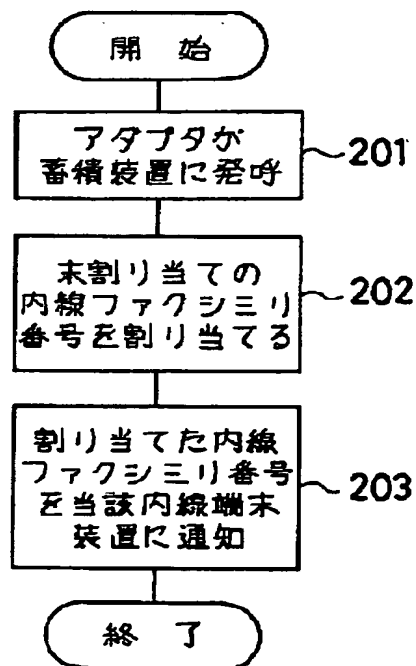 開 始
アダプタが
蓄積装置に発呼
201
末割り当ての
内線ファクシミリ
番号を割り当てる
202
割り当てた内線
ファクシミリ番号
を当該内線端末
装置に通知
203
終 了